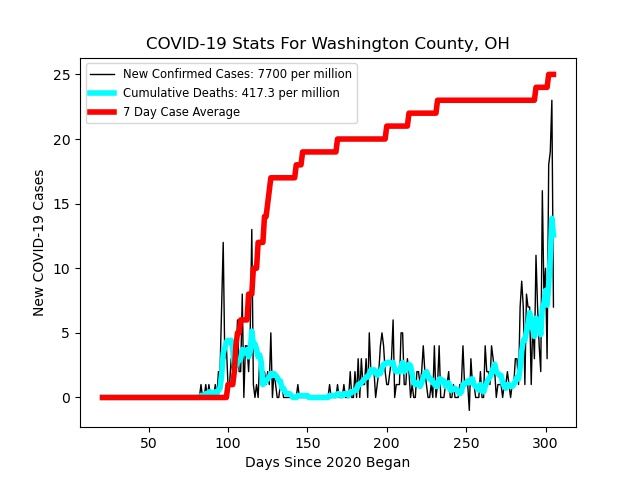 COVID-19 Stats For Washington County, OH
New Confirmed Cases: 7700 per million
Cumulative Deaths: 417.3 per million
7 Day Case Average
New COVID-19 Cases
25
20
15
10
5
0
50 100 150 200 250 300
Days Since 2020 Began